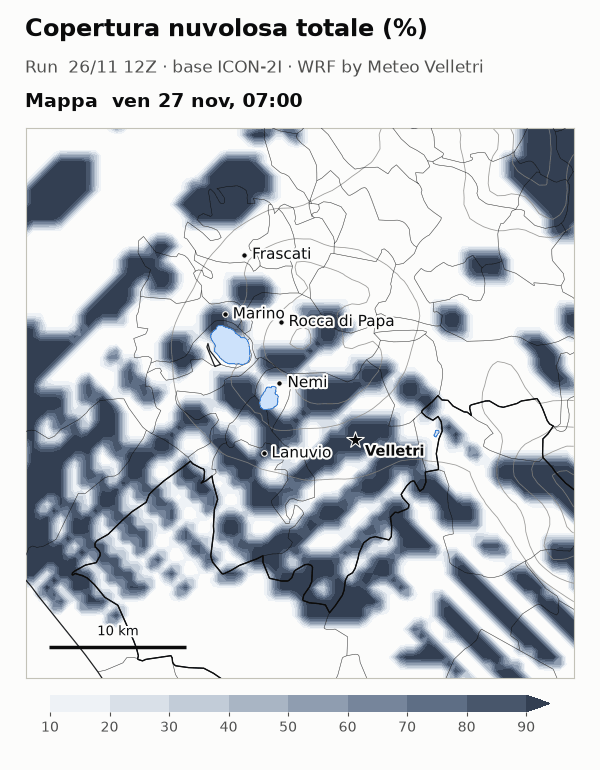 Copertura nuvolosa totale (%)
Run  26/11 12Z · base ICON-2I · WRF by Meteo Velletri
Mappa  ven 27 nov, 07:00
Frascati
Marino
Rocca di Papa
Nemi
Velletri
Lanuvio
10 km
10 20 30 40 50 60 70 80 90